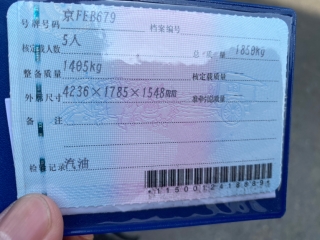 号牌号码 京FEB679 档案编号
核定载人数 5人 总质量 1850kg
整备质量 1405kg 核定载质量
外廓尺寸 4236×1785×1548mm 准牵引总质量
备注
检验记录 汽油